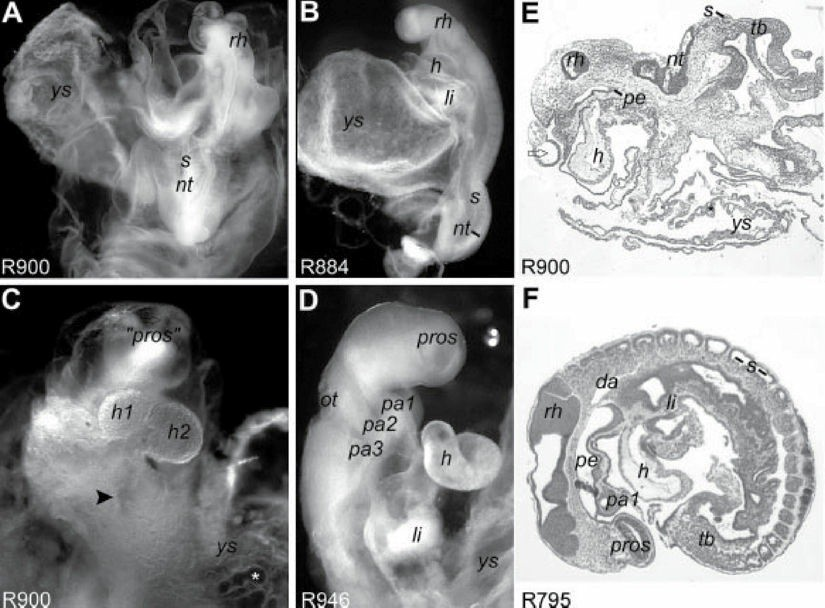 A
rh
ys
s
nt
R900
B
rh
h
li
ys
s
nt
R884
E
s
tb
nt
rh
pe
h
*
ys
R900
C
"pros"
h1
h2
ys
*
R900
D
pros
ot
pa1
pa2
pa3
h
li
ys
R946
F
s
da
li
rh
pe
h
pa1
tb
pros
R795